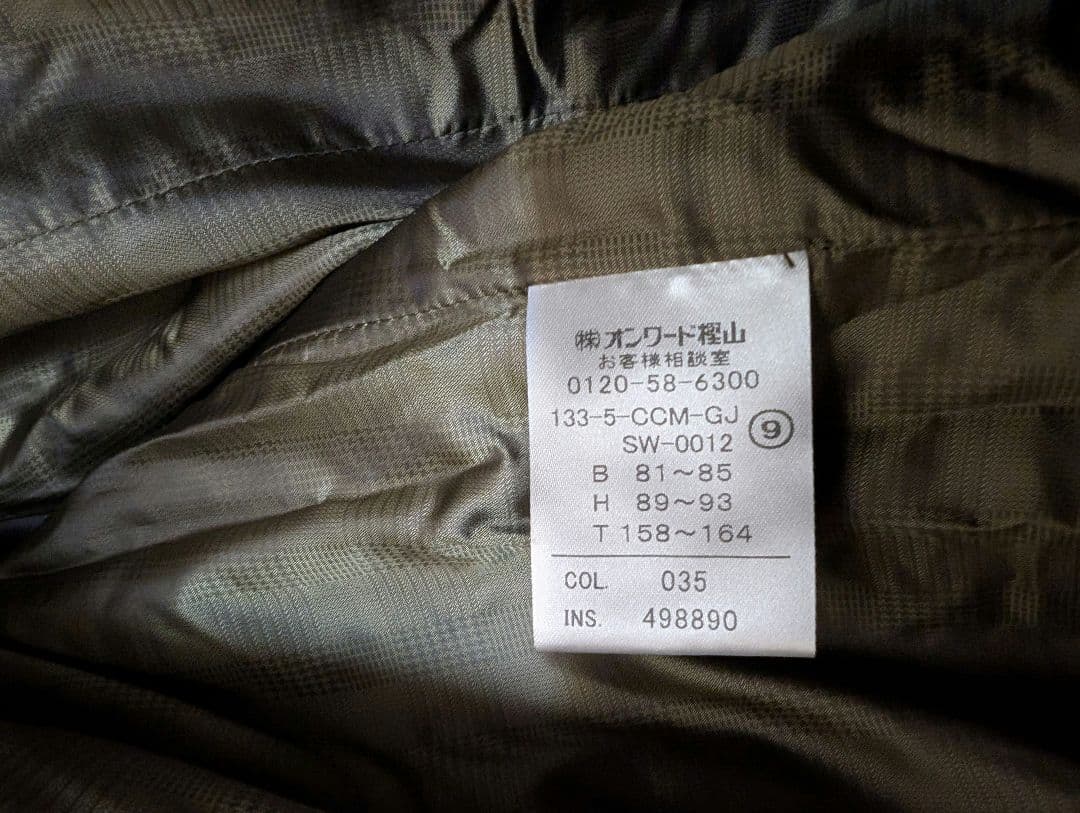 ㈱オンワード樫山
お客様相談室
0120-58-6300
133-5-CCM-GJ
SW-0012
⑨
B 81～85
H 89～93
T 158～164
COL. 035
INS. 498890